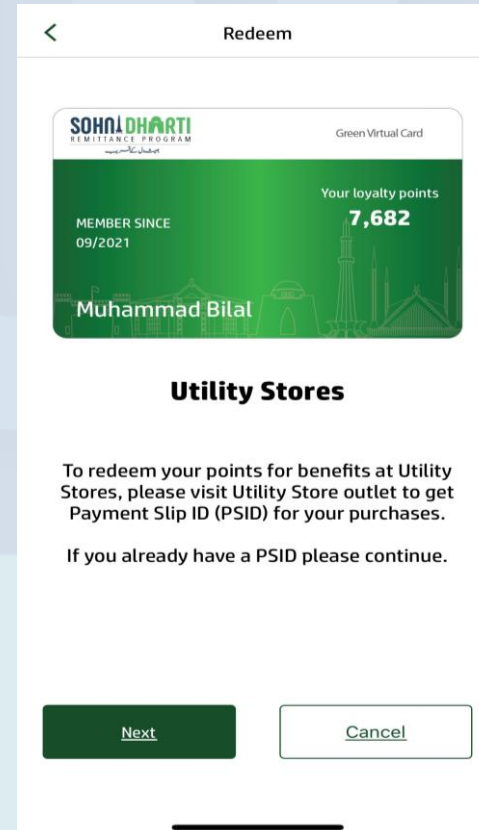 Redeem
SOHNI DHARTI
REMITTANCE PROGRAM
Green Virtual Card
Your loyalty points
7,682
MEMBER SINCE
09/2021
Muhammad Bilal
Utility Stores
To redeem your points for benefits at Utility
Stores, please visit Utility Store outlet to get
Payment Slip ID (PSID) for your purchases.
If you already have a PSID please continue.
Next
Cancel